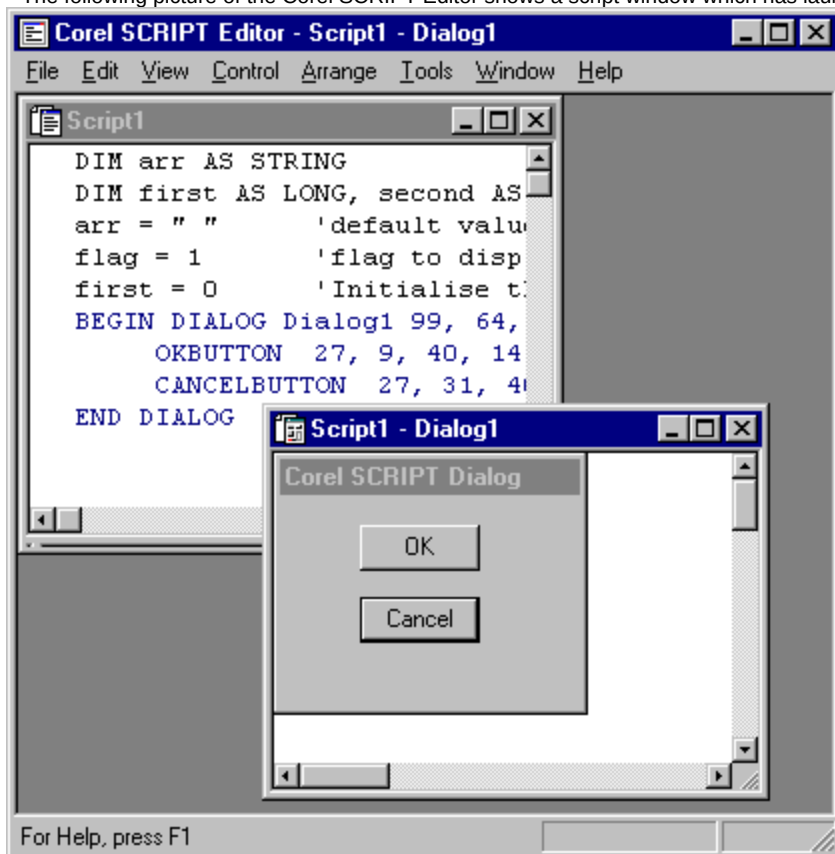 The following picture of the Corel SCRIPT Editor shows a script window which has
Corel SCRIPT Editor - Script1 - Dialog1
File Edit View Control Arrange Tools Window Help
Script1
DIM arr AS STRING
DIM first AS LONG, second AS
arr = " " 'default
flag = 1 'flag to disp
first = 0 'Initialise
BEGIN DIALOG Dialog1 99, 64,
OKBUTTON 27, 9, 40, 14
CANCELBUTTON 27, 31,
END DIALOG
Script1 - Dialog1
Corel SCRIPT Dialog
OK
Cancel
For Help, press F1